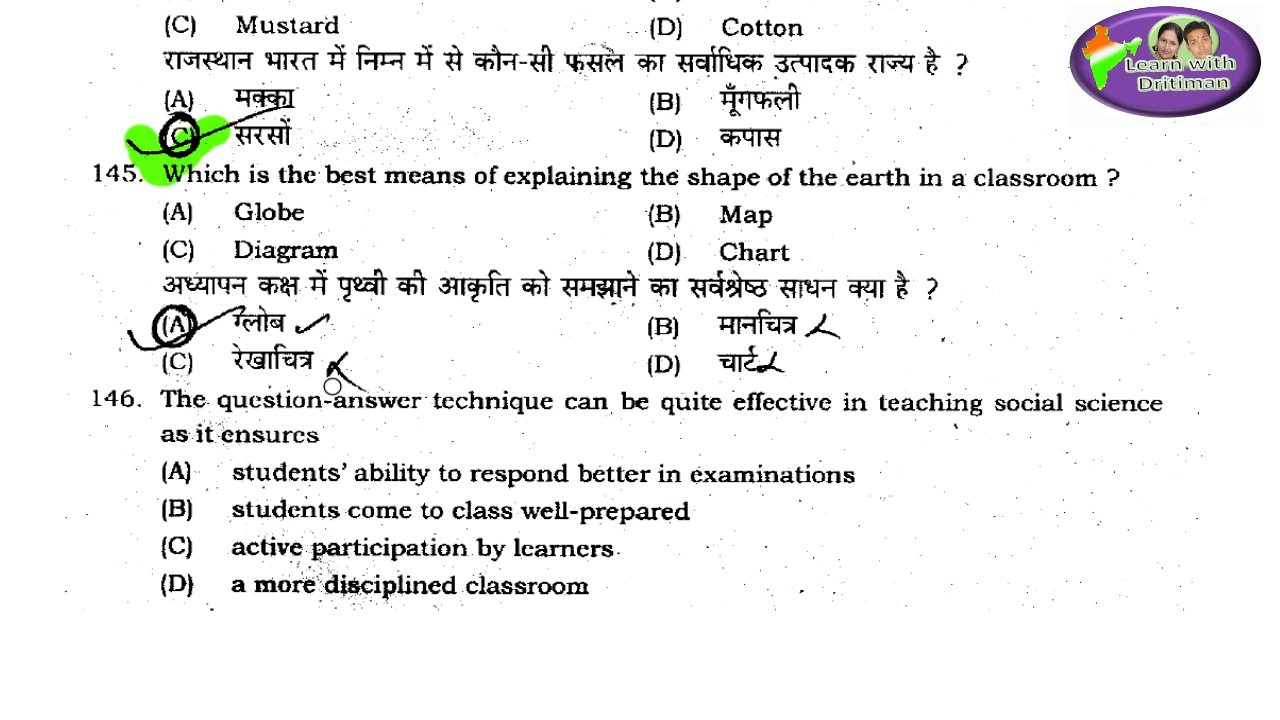 (C) Mustard (D) Cotton
राजस्थान भारत में निम्न में से कौन-सी फसल का सर्वाधिक उत्पादक राज्य है ?
(A) मक्का (B) मूँगफली
(C) सरसों (D) कपास
145. Which is the best means of explaining the shape of the earth in a classroom ?
(A) Globe (B) Map
(C) Diagram (D) Chart
अध्यापन कक्ष में पृथ्वी की आकृति को समझाने का सर्वश्रेष्ठ साधन क्या है ?
(A) ग्लोब (B) मानचित्र
(C) रेखाचित्र (D) चार्ट
146. The question-answer technique can be quite effective in teaching social science
as it ensures
(A) students' ability to respond better in examinations
(B) students come to class well-prepared
(C) active participation by learners
(D) a more disciplined classroom
Learn with
Dritiman